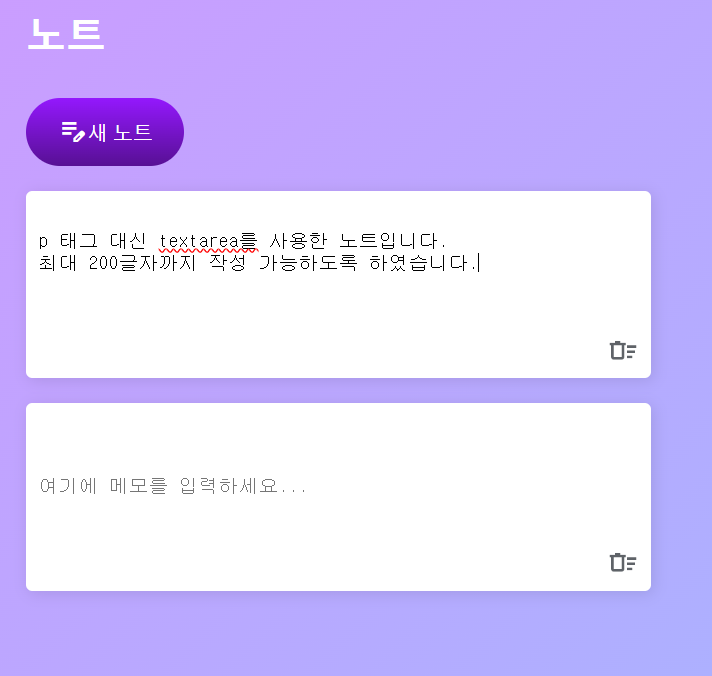 노트
새 노트
p 태그 대신 textarea를 사용한 노트입니다.
최대 200글자까지 작성 가능하도록 하였습니다.
여기에 메모를 입력하세요...